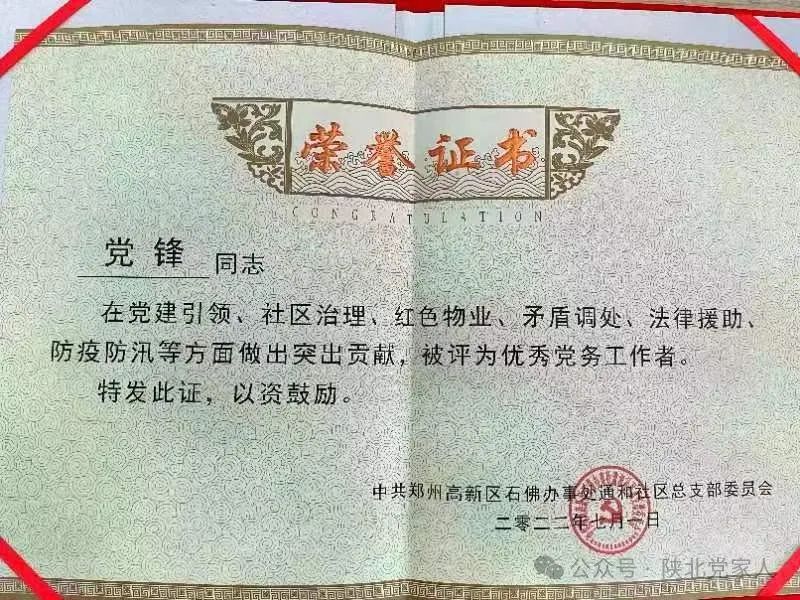 荣誉证书
CONGRATULATION
党锋 同志
在党建引领、社区治理、红色物业、矛盾调处、法律援助、
防疫防汛等方面做出突出贡献，被评为优秀党务工作者。
特发此证，以资鼓励。
中共郑州高新区石佛办事处通和社区总支部委员会
二零二二年七月一日
公众号·陕北党家人